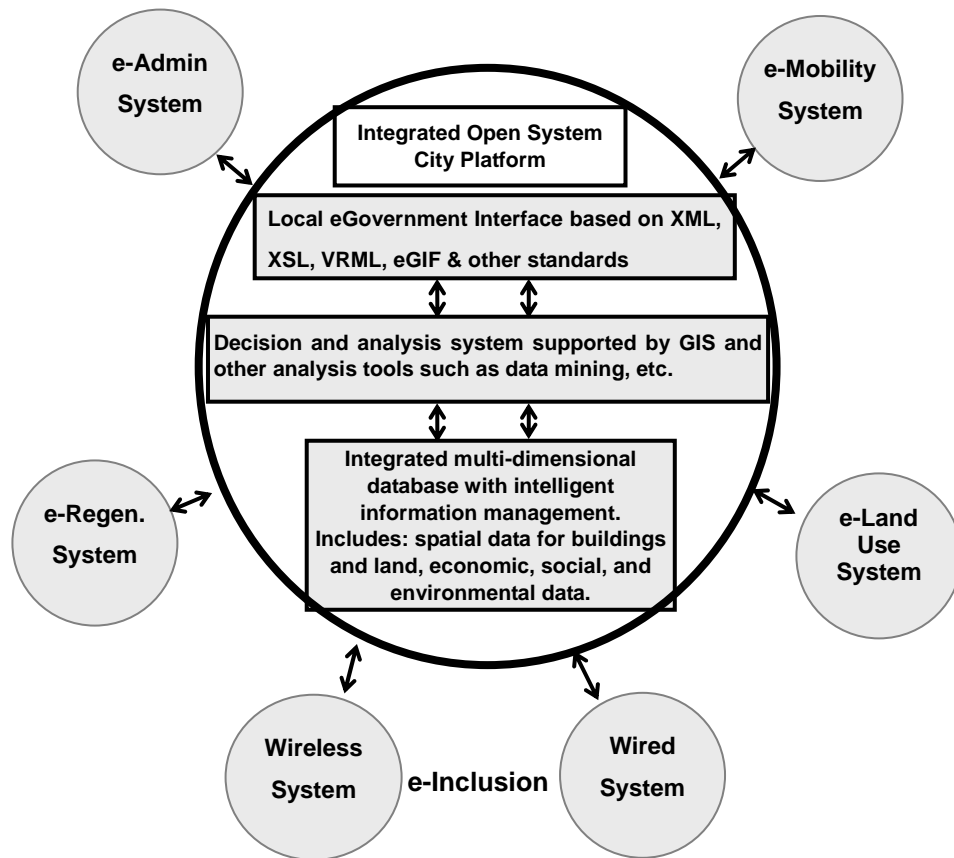 e-Admin
System
e-Mobility
System
Integrated Open System
City Platform
Local eGovernment Interface based on XML,
XSL, VRML, eGIF & other standards
Decision and analysis system supported by GIS and
other analysis tools such as data mining, etc.
Integrated multi-dimensional
database with intelligent
information management.
Includes: spatial data for buildings
and land, economic, social, and
environmental data.
e-Regen.
System
e-Land
Use
System
Wireless
System
e-Inclusion
Wired
System